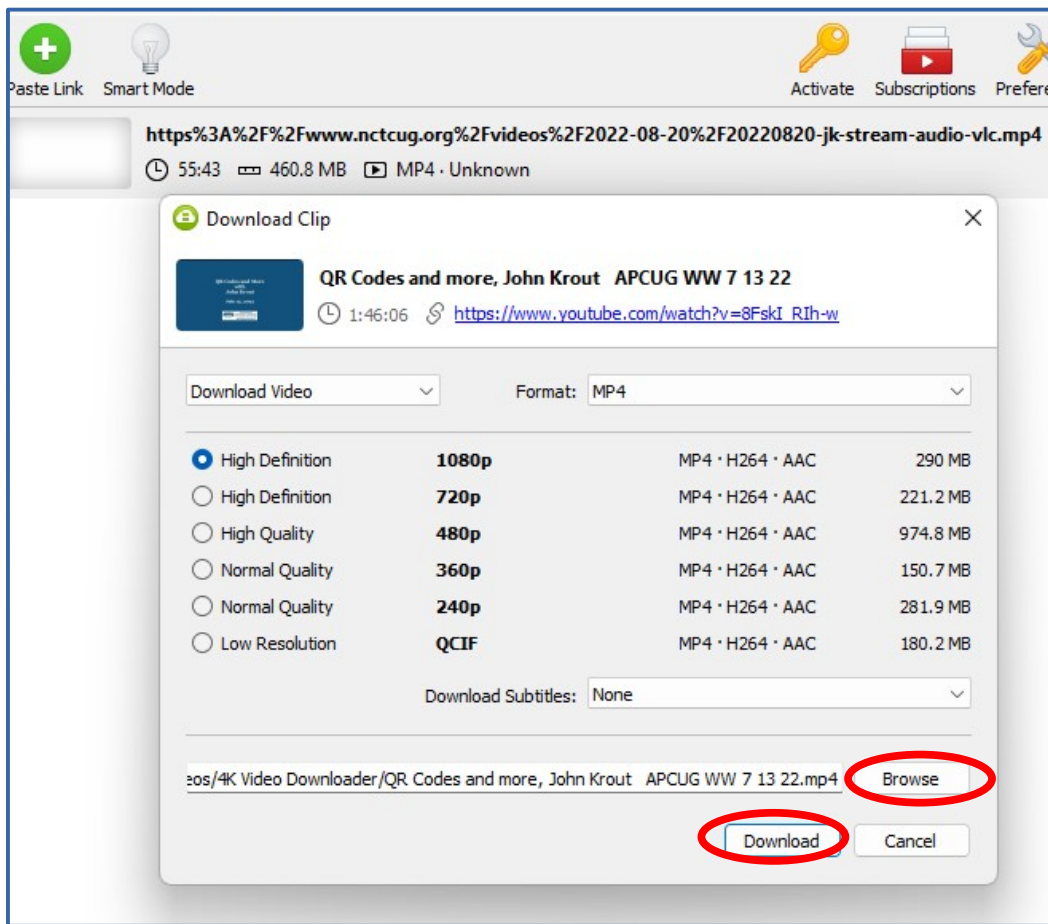 Paste Link Smart Mode Activate Subscriptions Prefere
https%3A%2F%2Fwww.nctcug.org%2Fvideos%2F2022-08-20%2F20220820-jk-stream-audio-vlc.mp4
55:43 460.8 MB MP4 · Unknown
Download Clip
QR Codes and more, John Krout APCUG WW 7 13 22
1:46:06 https://www.youtube.com/watch?v=8FskI_RIh-w
Download Video Format: MP4
High Definition 1080p MP4 · H264 · AAC 290 MB
High Definition 720p MP4 · H264 · AAC 221.2 MB
High Quality 480p MP4 · H264 · AAC 974.8 MB
Normal Quality 360p MP4 · H264 · AAC 150.7 MB
Normal Quality 240p MP4 · H264 · AAC 281.9 MB
Low Resolution QCIF MP4 · H264 · AAC 180.2 MB
Download Subtitles: None
eos/4K Video Downloader/QR Codes and more, John Krout APCUG WW 7 13 22.mp4 Browse
Download Cancel